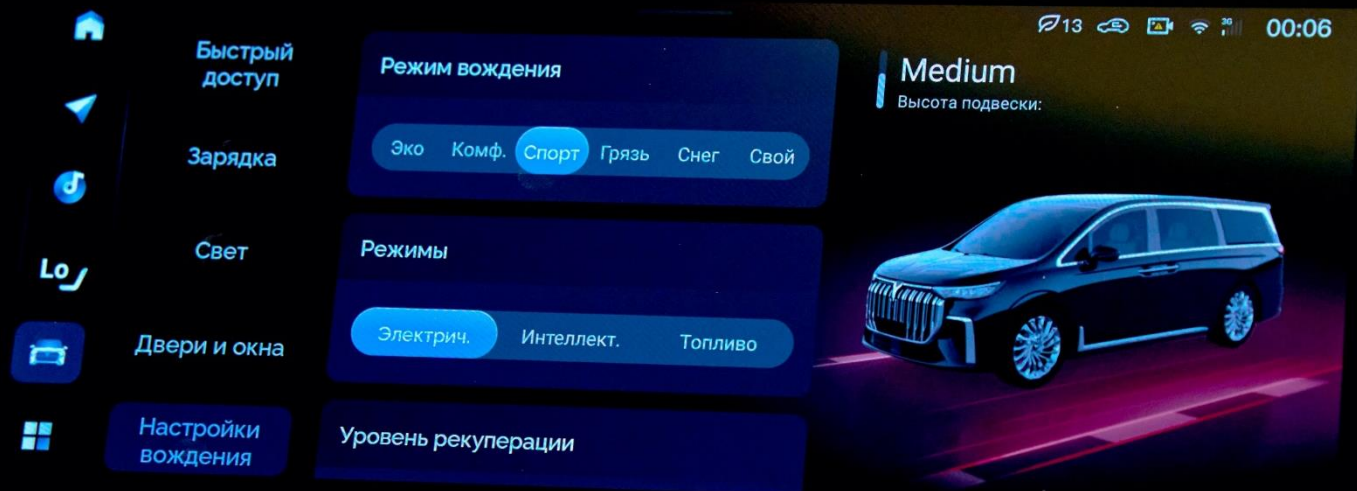 13
3G
00:06
Быстрый
доступ
Зарядка
Свет
Двери и окна
Настройки
вождения
Lo
Режим вождения
Эко Комф. Спорт Грязь Снег Свой
Режимы
Электрич. Интеллект. Топливо
Уровень рекуперации
Medium
Высота подвески: